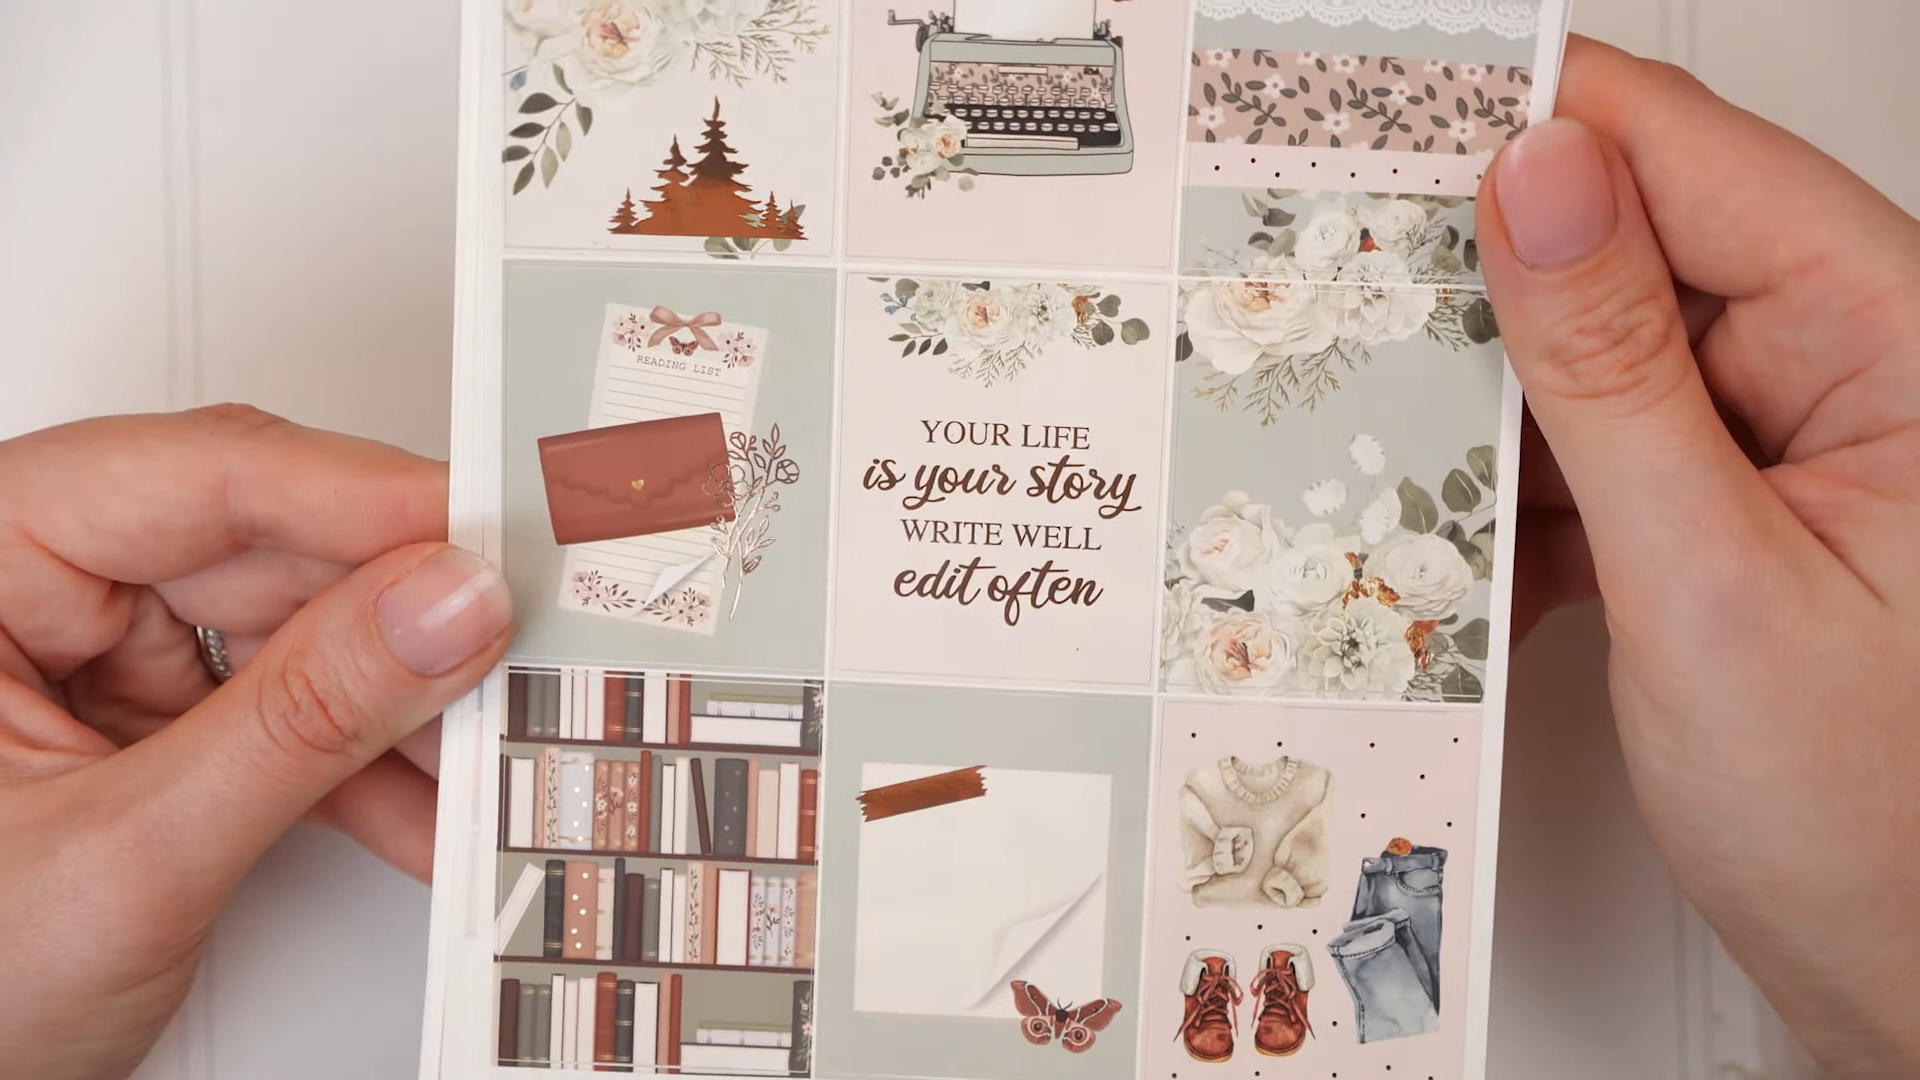 READING LIST
YOUR LIFE
is your story
WRITE WELL
edit often